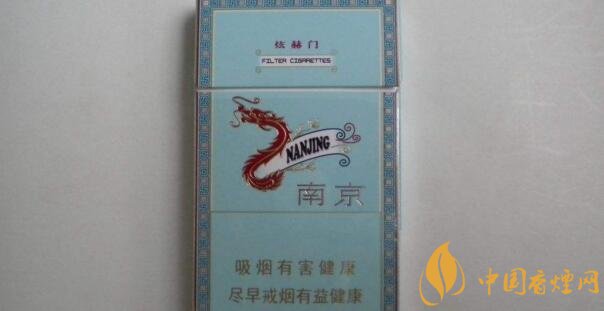 炫赫门
FILTER CIGARETTES
NANJING
南京
吸烟有害健康
尽早戒烟有益健康
中国香煙网